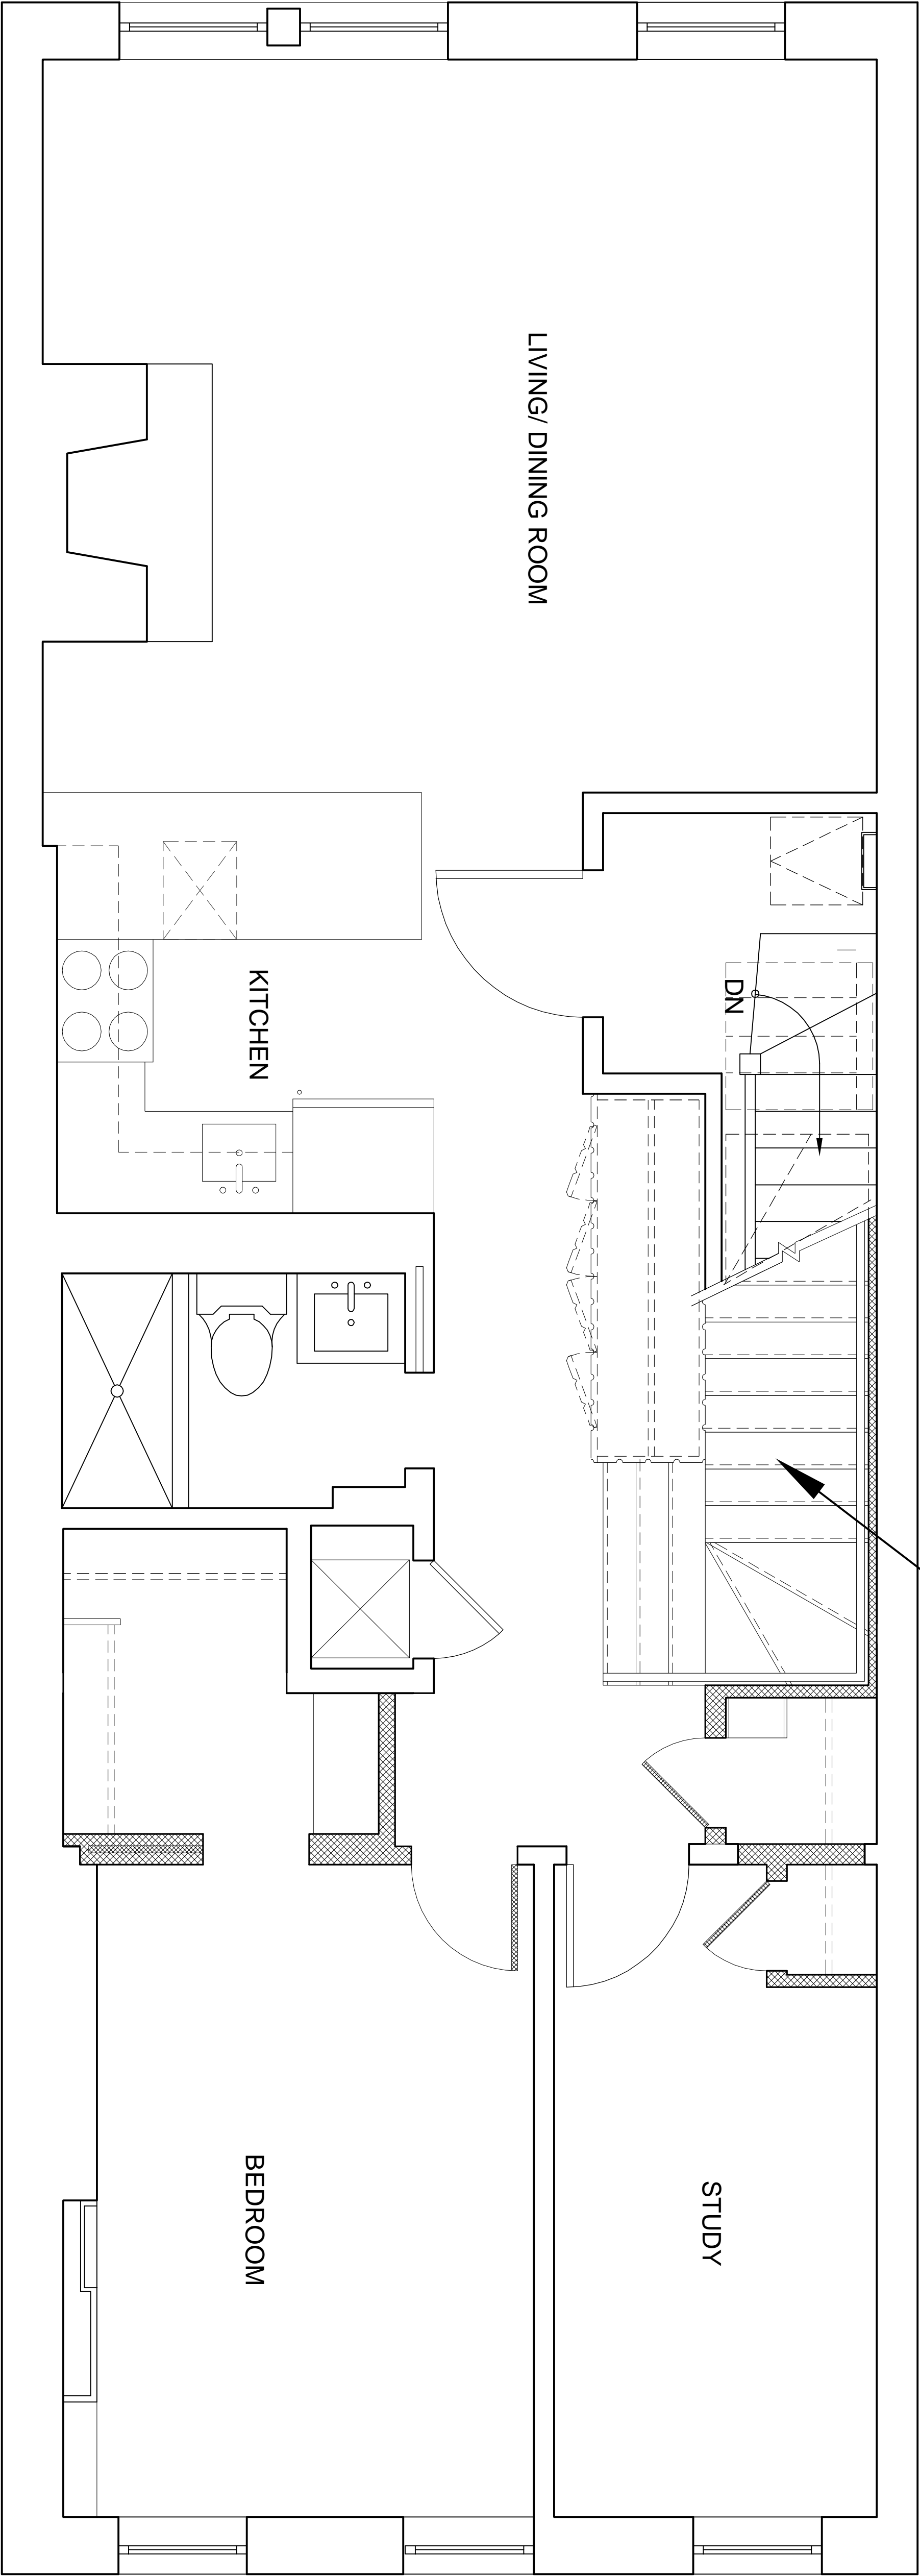 LIVING/ DINING ROOM
KITCHEN
DN
BEDROOM
STUDY